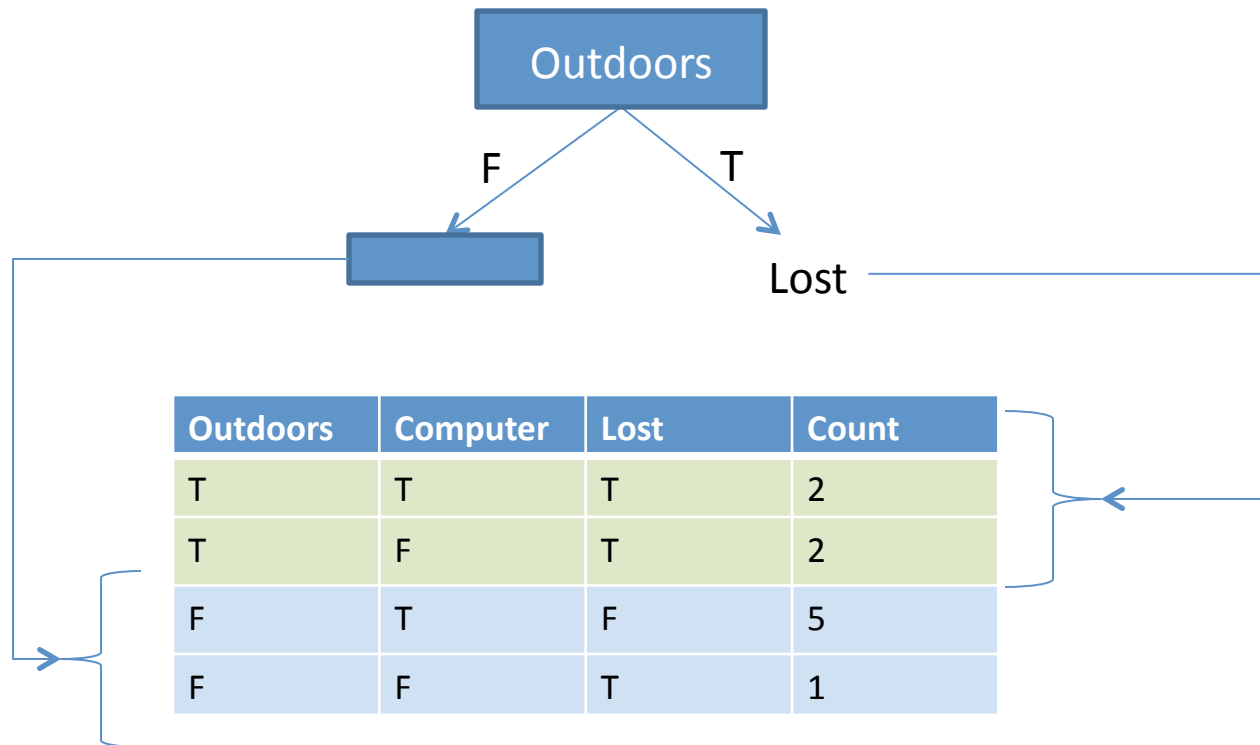 Outdoors
F T
Lost
Outdoors Computer Lost Count
T T T 2
T F T 2
F T F 5
F F T 1